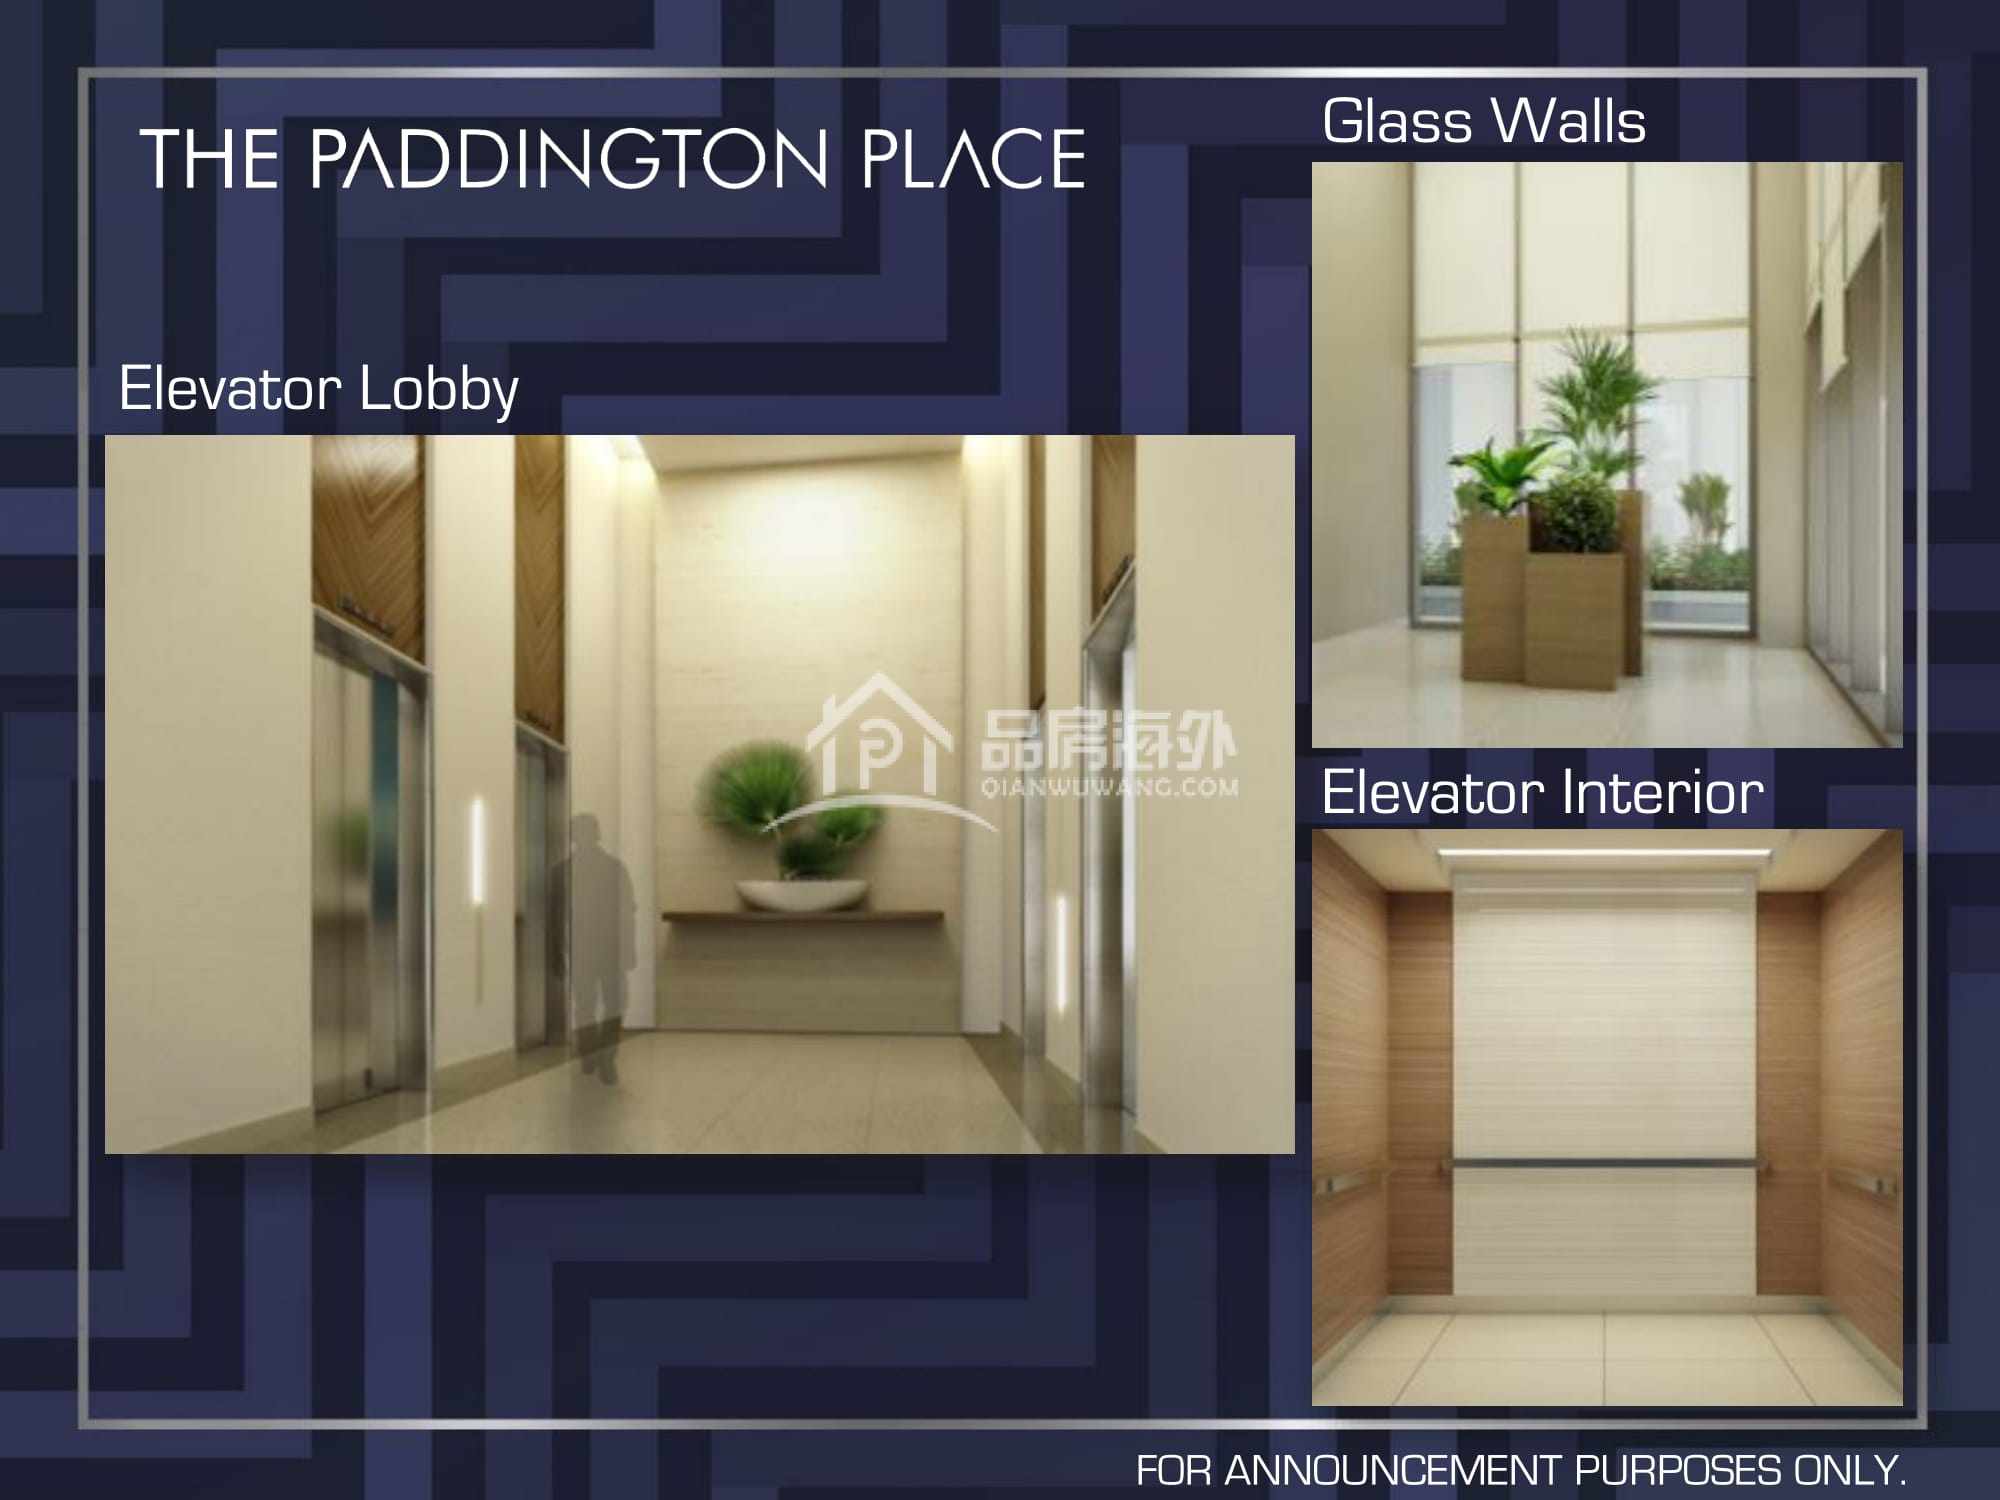 THE PADDINGTON PLACE
Glass Walls
Elevator Lobby
品房海外
QIANWUWANG.COM
Elevator Interior
FOR ANNOUNCEMENT PURPOSES ONLY.